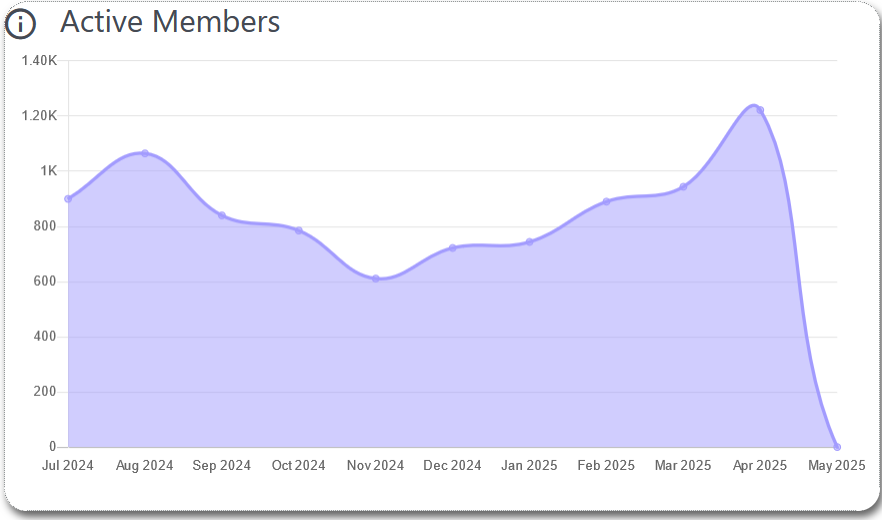 Active Members
1.40K
1.20K
1K
800
600
400
200
0
Jul 2024 Aug 2024 Sep 2024 Oct 2024 Nov 2024 Dec 2024 Jan 2025 Feb 2025 Mar 2025 Apr 2025 May 2025